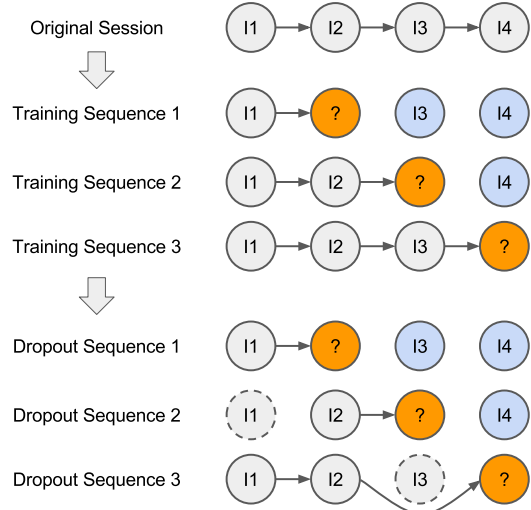 Original Session I1 I2 I3 I4
Training Sequence 1 I1 ? I3 I4
Training Sequence 2 I1 I2 ? I4
Training Sequence 3 I1 I2 I3 ?
Dropout Sequence 1 I1 ? I3 I4
Dropout Sequence 2 I1 I2 ? I4
Dropout Sequence 3 I1 I2 I3 ?